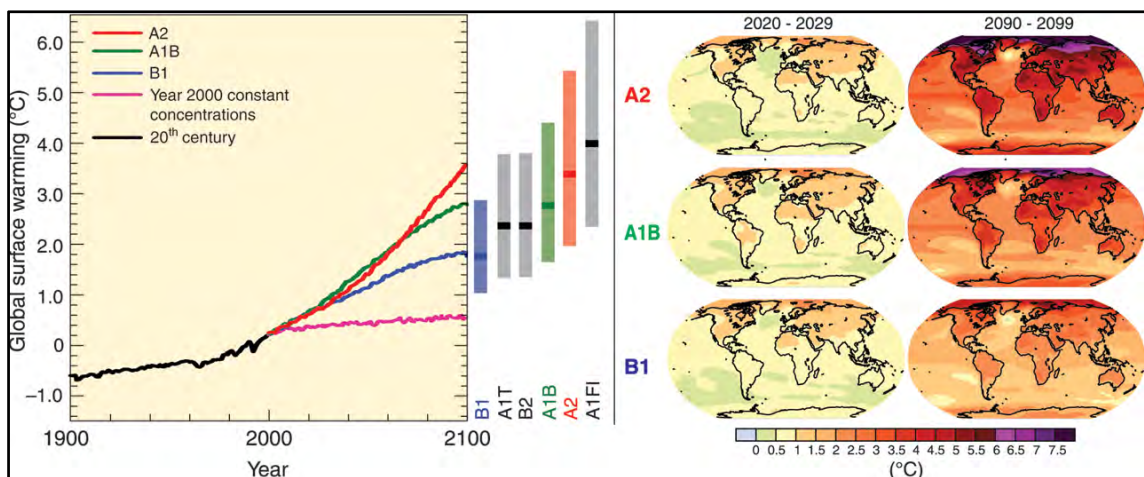 Global surface warming (°C)
6.0
5.0
4.0
3.0
2.0
1.0
0
–1.0
A2
A1B
B1
Year 2000 constant
concentrations
20th century
1900
2000
2100
Year
B1
A1T
B2
A1B
A2
A1FI
2020 - 2029
2090 - 2099
A2
A1B
B1
0 0.5 1 1.5 2 2.5 3 3.5 4 4.5 5 5.5 6 6.5 7 7.5
(°C)